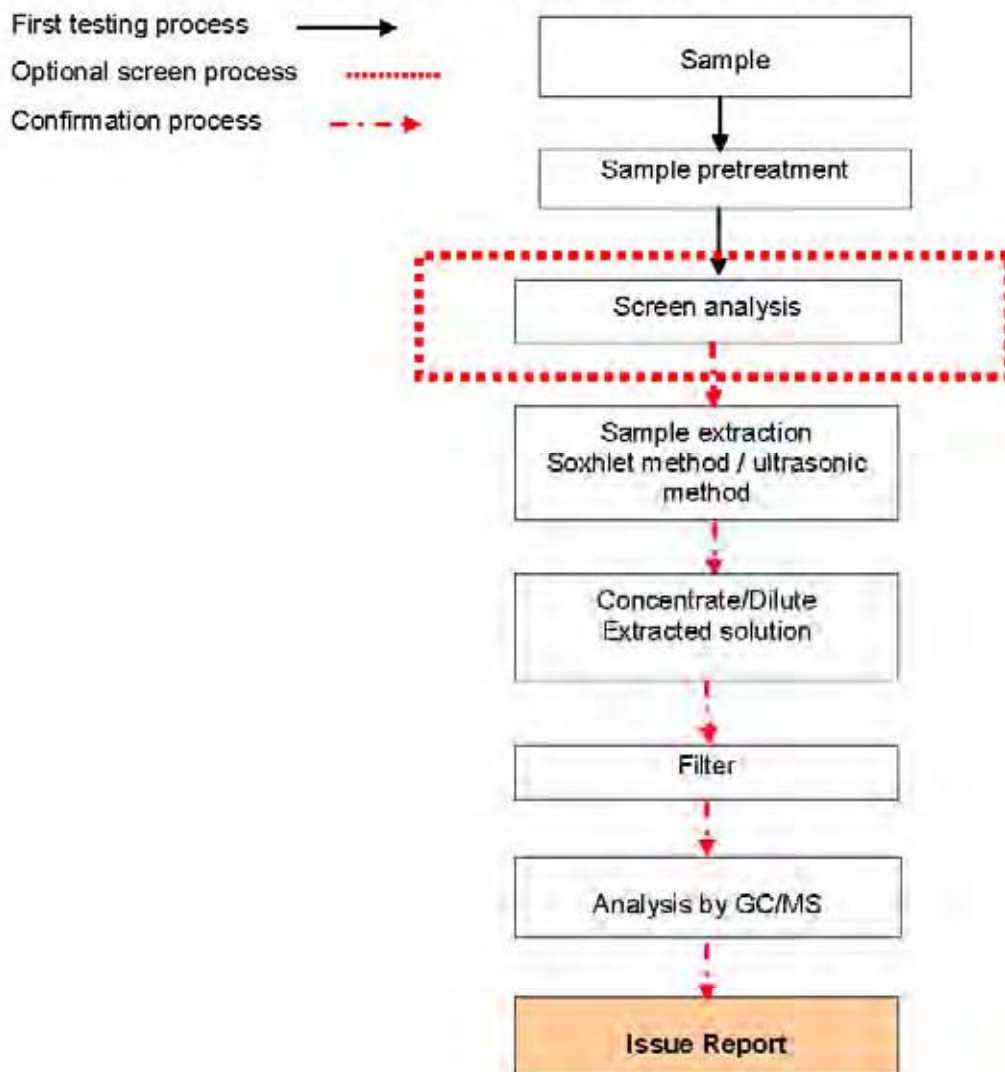 First testing process
Optional screen process
Confirmation process
Sample
Sample pretreatment
Screen analysis
Sample extraction
Soxhlet method / ultrasonic
method
Concentrate/Dilute
Extracted solution
Filter
Analysis by GC/MS
Issue Report